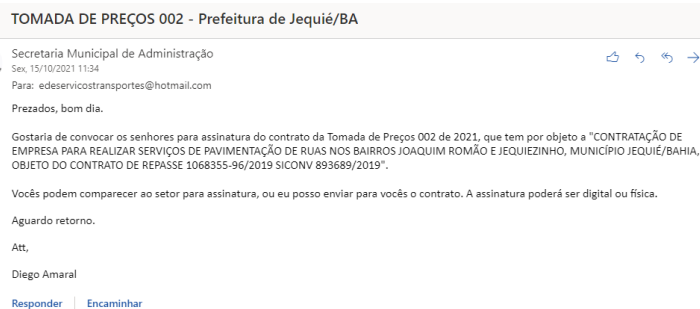 TOMADA DE PREÇOS 002 - Prefeitura de Jequié/BA
Secretaria Municipal de Administração
Sex, 15/10/2021 11:34
Para: edeservicostransportes@hotmail.com
Prezados, bom dia.
Gostaria de convocar os senhores para assinatura do contrato da Tomada de Preços 002 de 2021, que tem por objeto a "CONTRATAÇÃO DE
EMPRESA PARA REALIZAR SERVIÇOS DE PAVIMENTAÇÃO DE RUAS NOS BAIRROS JOAQUIM ROMÃO E JEQUIEZINHO, MUNICÍPIO JEQUIÉ/BAHIA,
OBJETO DO CONTRATO DE REPASSE 1068355-96/2019 SICONV 893689/2019".
Vocês podem comparecer ao setor para assinatura, ou eu posso enviar para vocês o contrato. A assinatura poderá ser digital ou física.
Aguardo retorno.
Att,
Diego Amaral
Responder Encaminhar